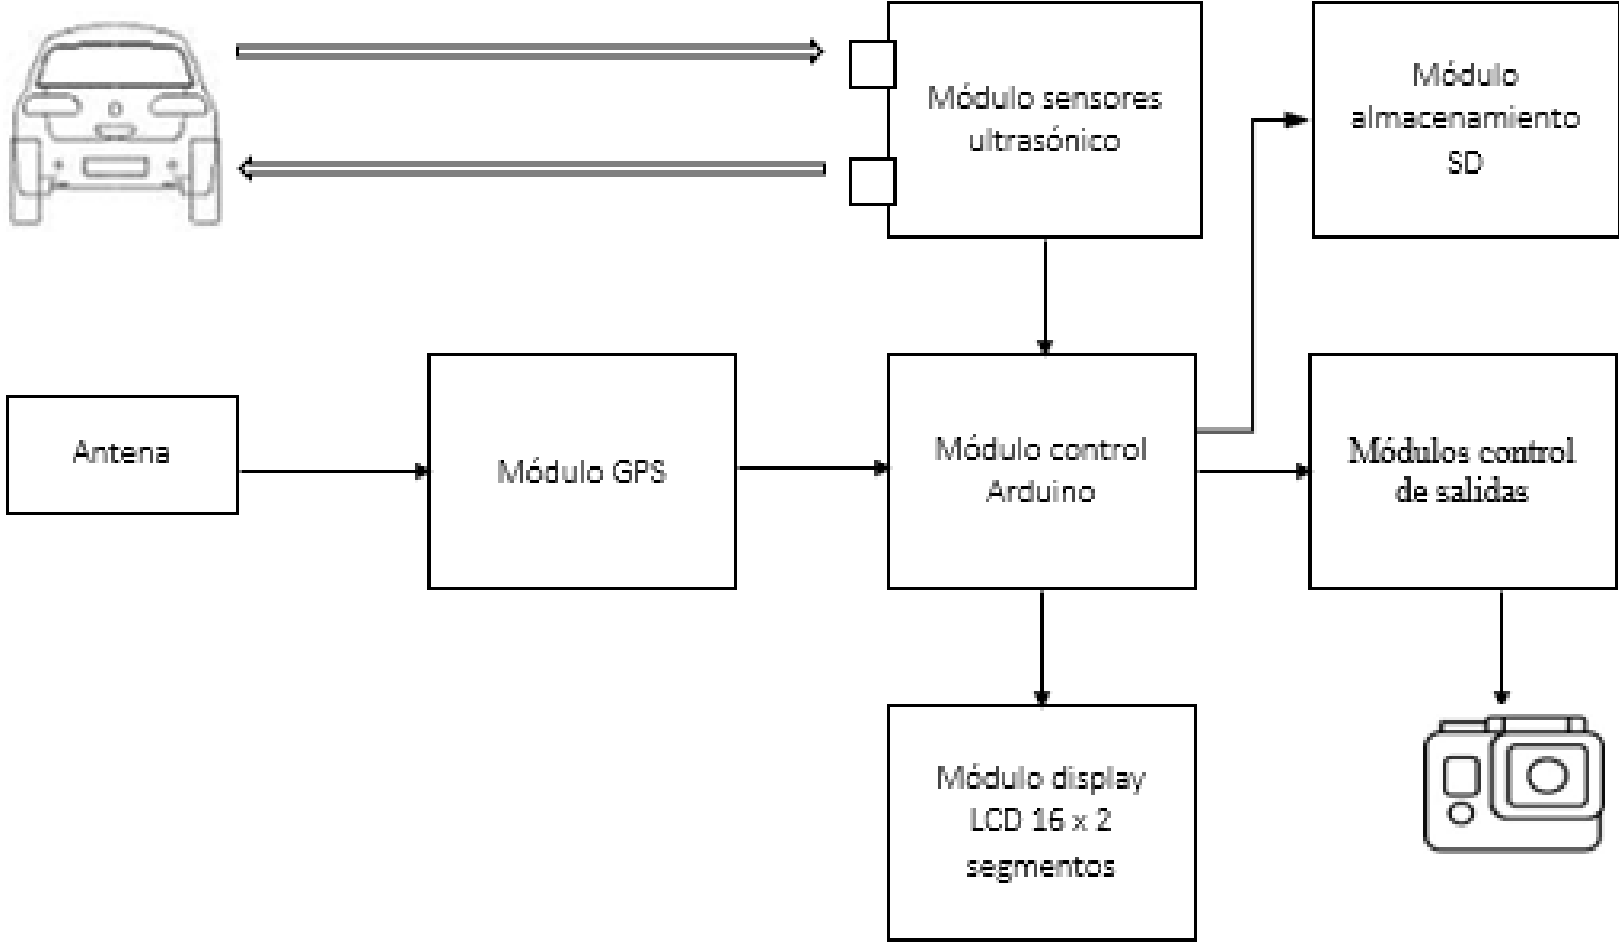 Módulo sensores
ultrasónico
Módulo
almacenamiento
SD
Antena
Módulo GPS
Módulo control
Arduino
Módulos control
de salidas
Módulo display
LCD 16 x 2
segmentos